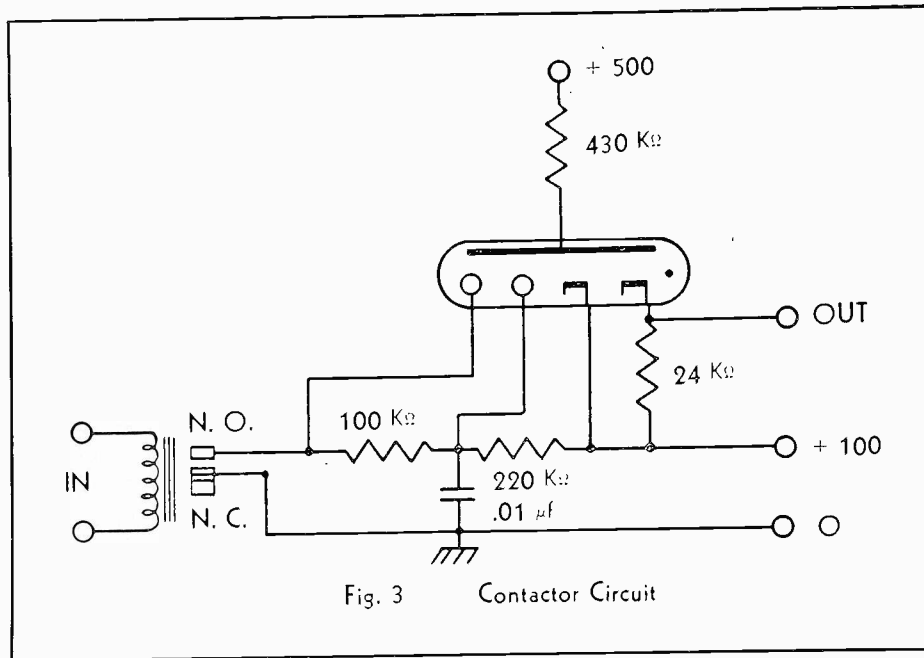 + 500
430 KΩ
OUT
24 KΩ
N. O.
100 KΩ
+ 100
IN
220 KΩ
N. C.
.01 µf
O
Fig. 3 Contactor Circuit